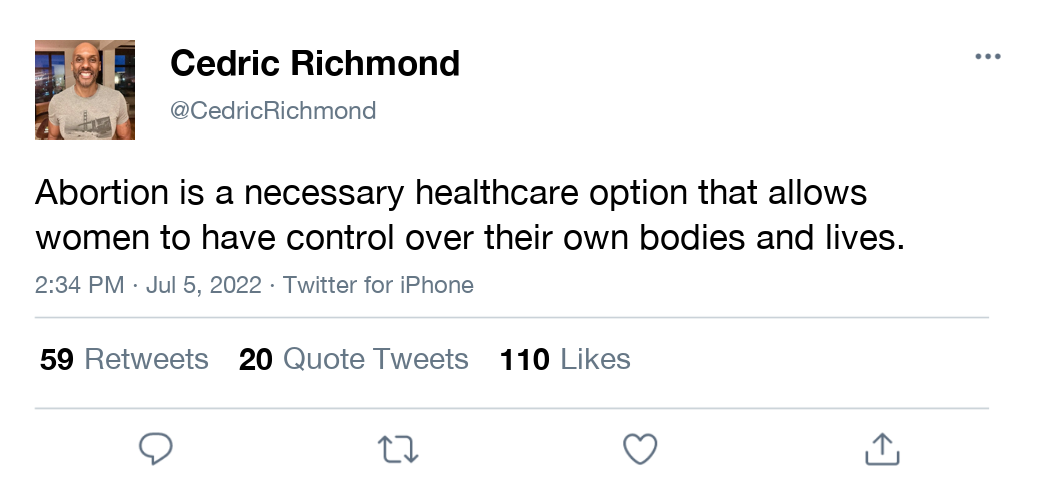 Cedric Richmond
@CedricRichmond
Abortion is a necessary healthcare option that allows
women to have control over their own bodies and lives.
2:34 PM · Jul 5, 2022 · Twitter for iPhone
59 Retweets 20 Quote Tweets 110 Likes